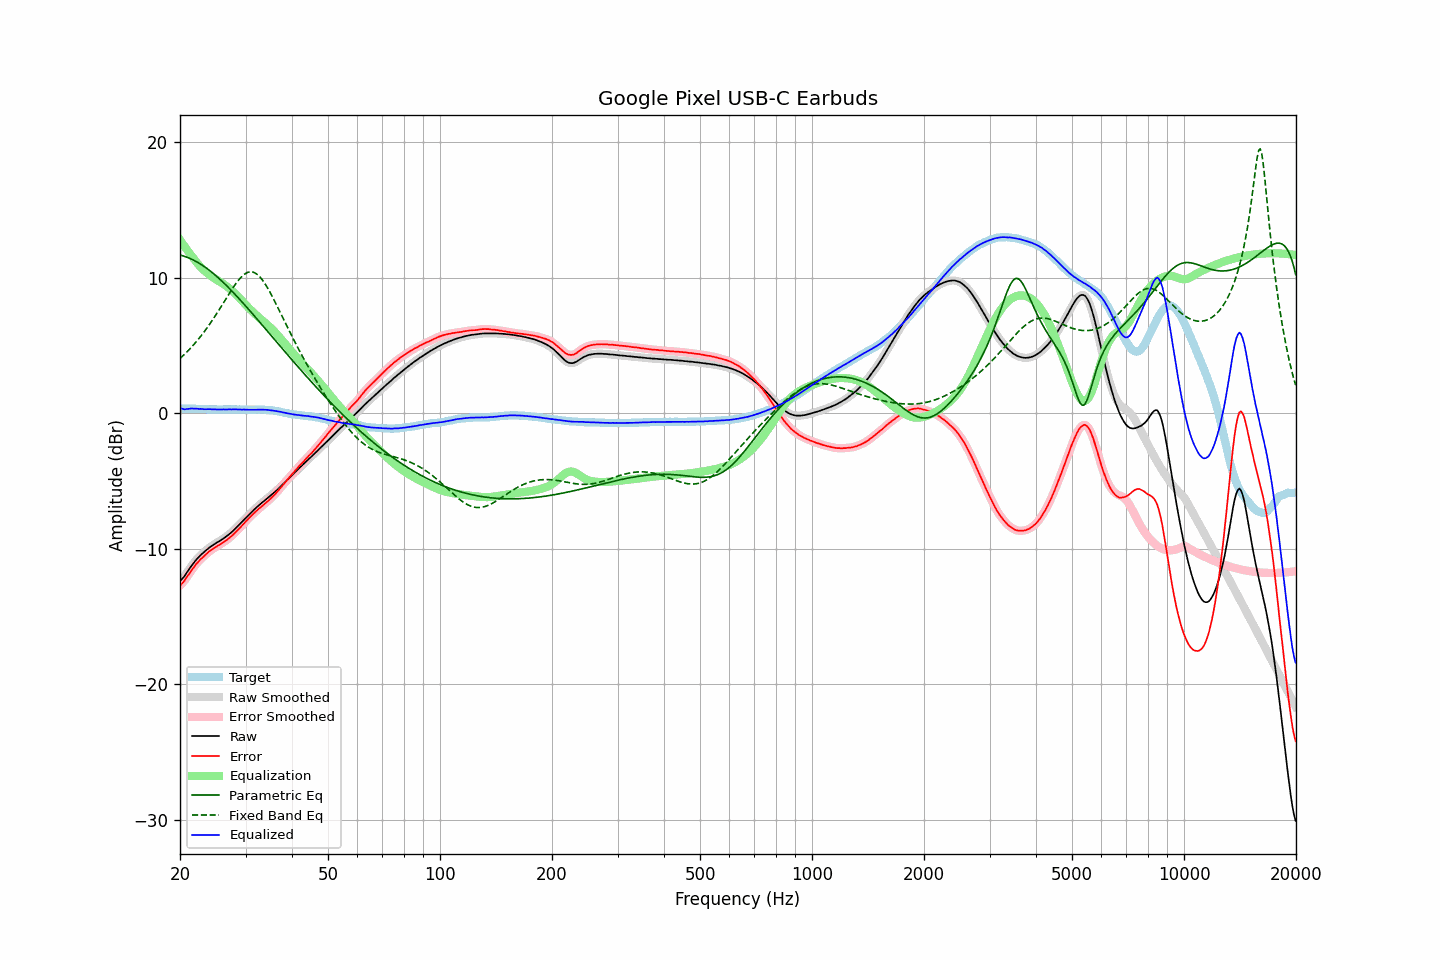 Google Pixel USB-C Earbuds
20
10
0
−10
−20
−30
Amplitude (dBr)
Target
Raw Smoothed
Error Smoothed
Raw
Error
Equalization
Parametric Eq
Fixed Band Eq
Equalized
20 50 100 200 500 1000 2000 5000 10000 20000
Frequency (Hz)